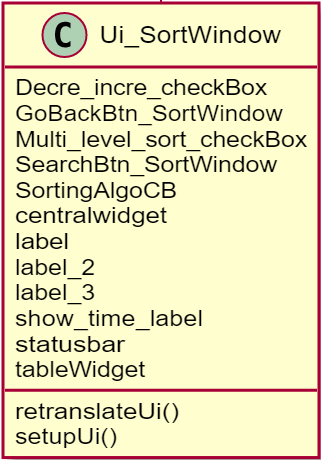 C Ui_SortWindow
Decre_incre_checkBox
GoBackBtn_SortWindow
Multi_level_sort_checkBox
SearchBtn_SortWindow
SortingAlgoCB
centralwidget
label
label_2
label_3
show_time_label
statusbar
tableWidget
retranslateUi()
setupUi()